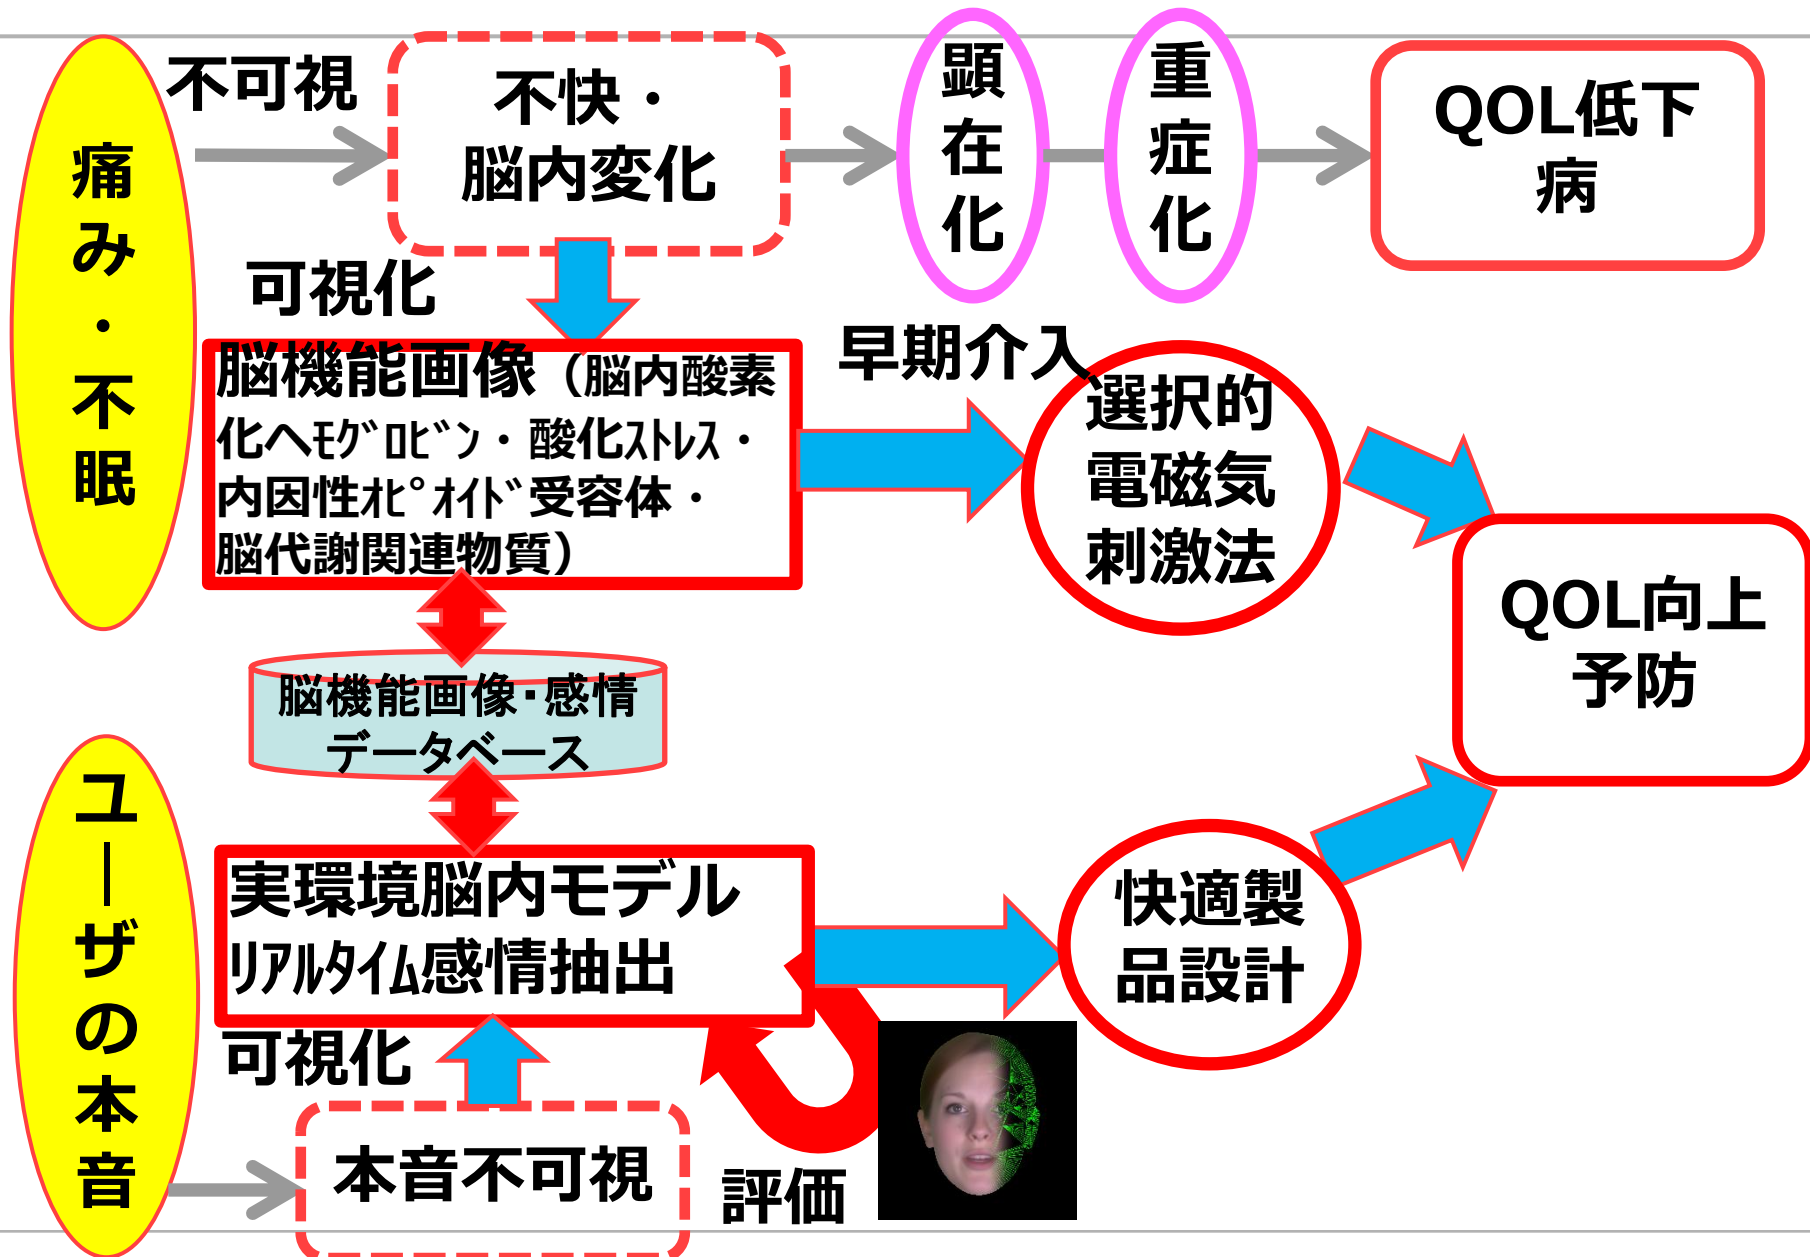 痛み・不眠
不可視
不快・
脳内変化
顕在化
重症化
QOL低下
病
可視化
脳機能画像（脳内酸素
化ヘモグロビン・酸化ストレス・
内因性オピオイド受容体・
脳代謝関連物質）
早期介入
選択的
電磁気
刺激法
QOL向上
予防
脳機能画像・感情
データベース
ユーザの本音
実環境脳内モデル
リアルタイム感情抽出
快適製
品設計
可視化
本音不可視
評価